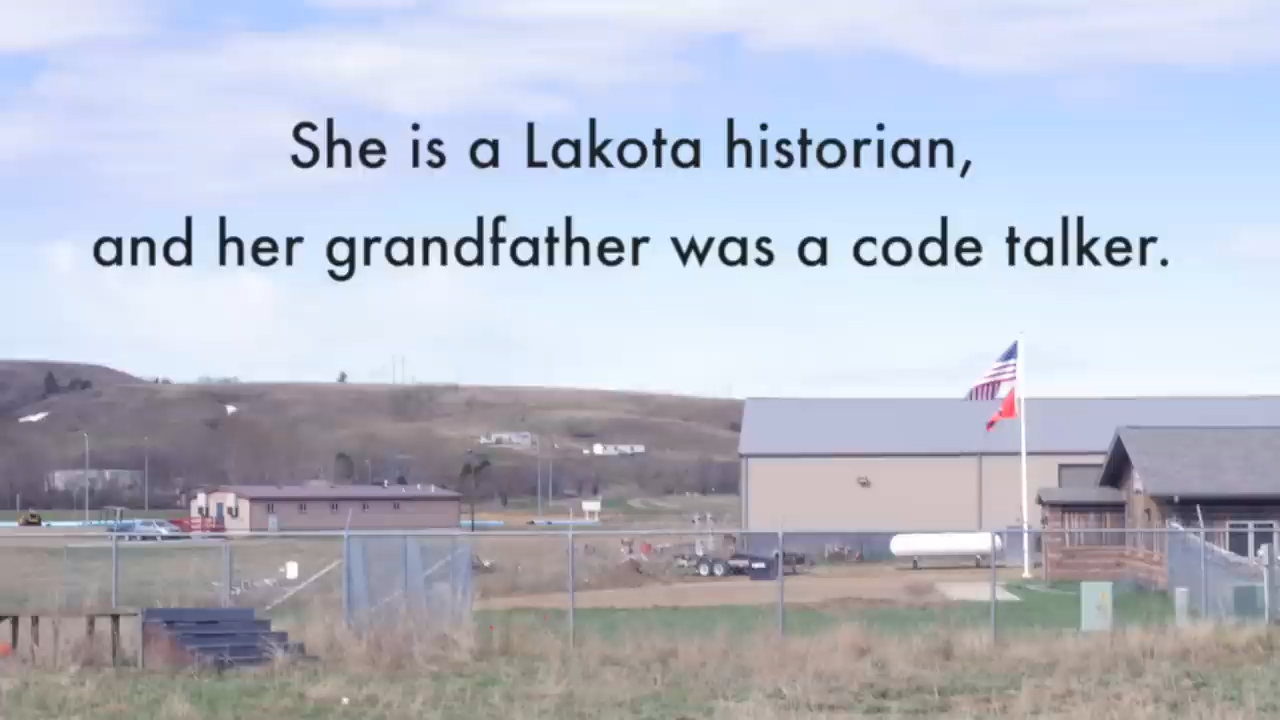 She is a Lakota historian,
and her grandfather was a code talker.